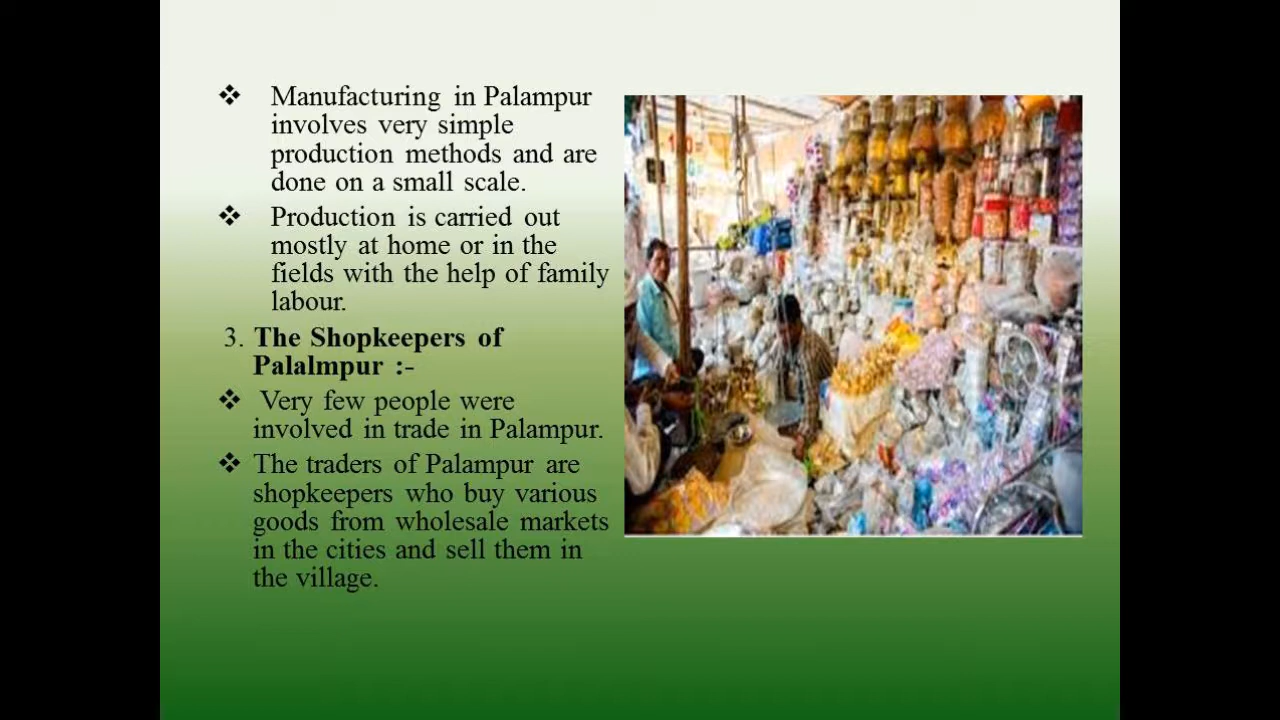 ❖ Manufacturing in Palampur
involves very simple
production methods and are
done on a small scale.
❖ Production is carried out
mostly at home or in the
fields with the help of family
labour.
3. The Shopkeepers of
Palalmpur :-
❖ Very few people were
involved in trade in Palampur.
❖ The traders of Palampur are
shopkeepers who buy various
goods from wholesale markets
in the cities and sell them in
the village.